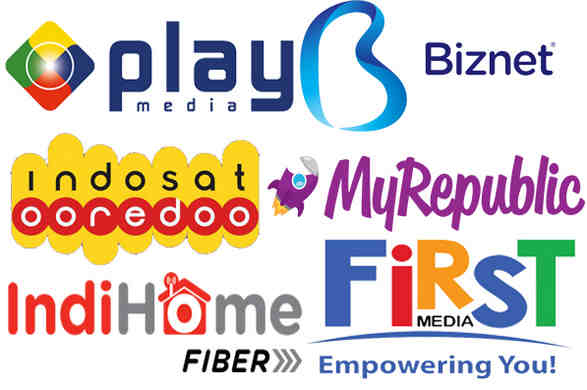 play
media
Biznet
indosat
ooredoo
MyRepublic
IndiHome
FIBER
FiRST
MEDIA
Empowering You!